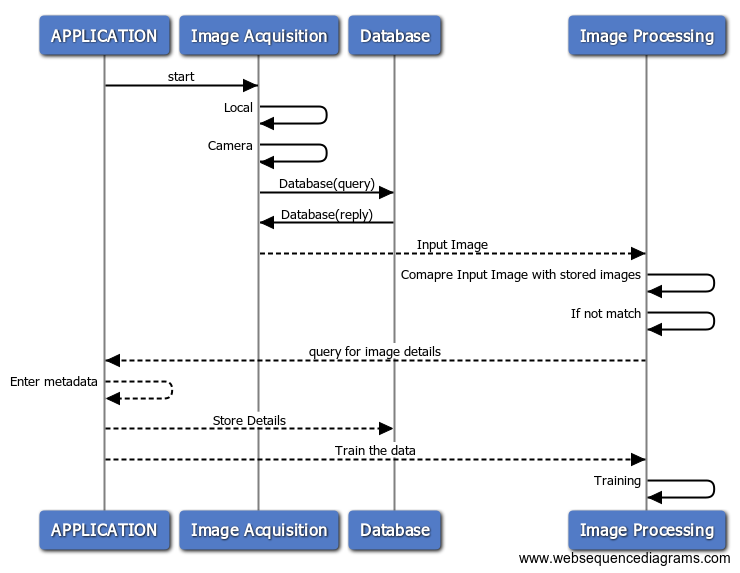 APPLICATION
Image Acquisition
Database
Image Processing
start
Local
Camera
Database(query)
Database(reply)
Input Image
Comapre Input Image with stored images
If not match
query for image details
Enter metadata
Store Details
Train the data
Training
APPLICATION
Image Acquisition
Database
Image Processing
www.websequencediagrams.com